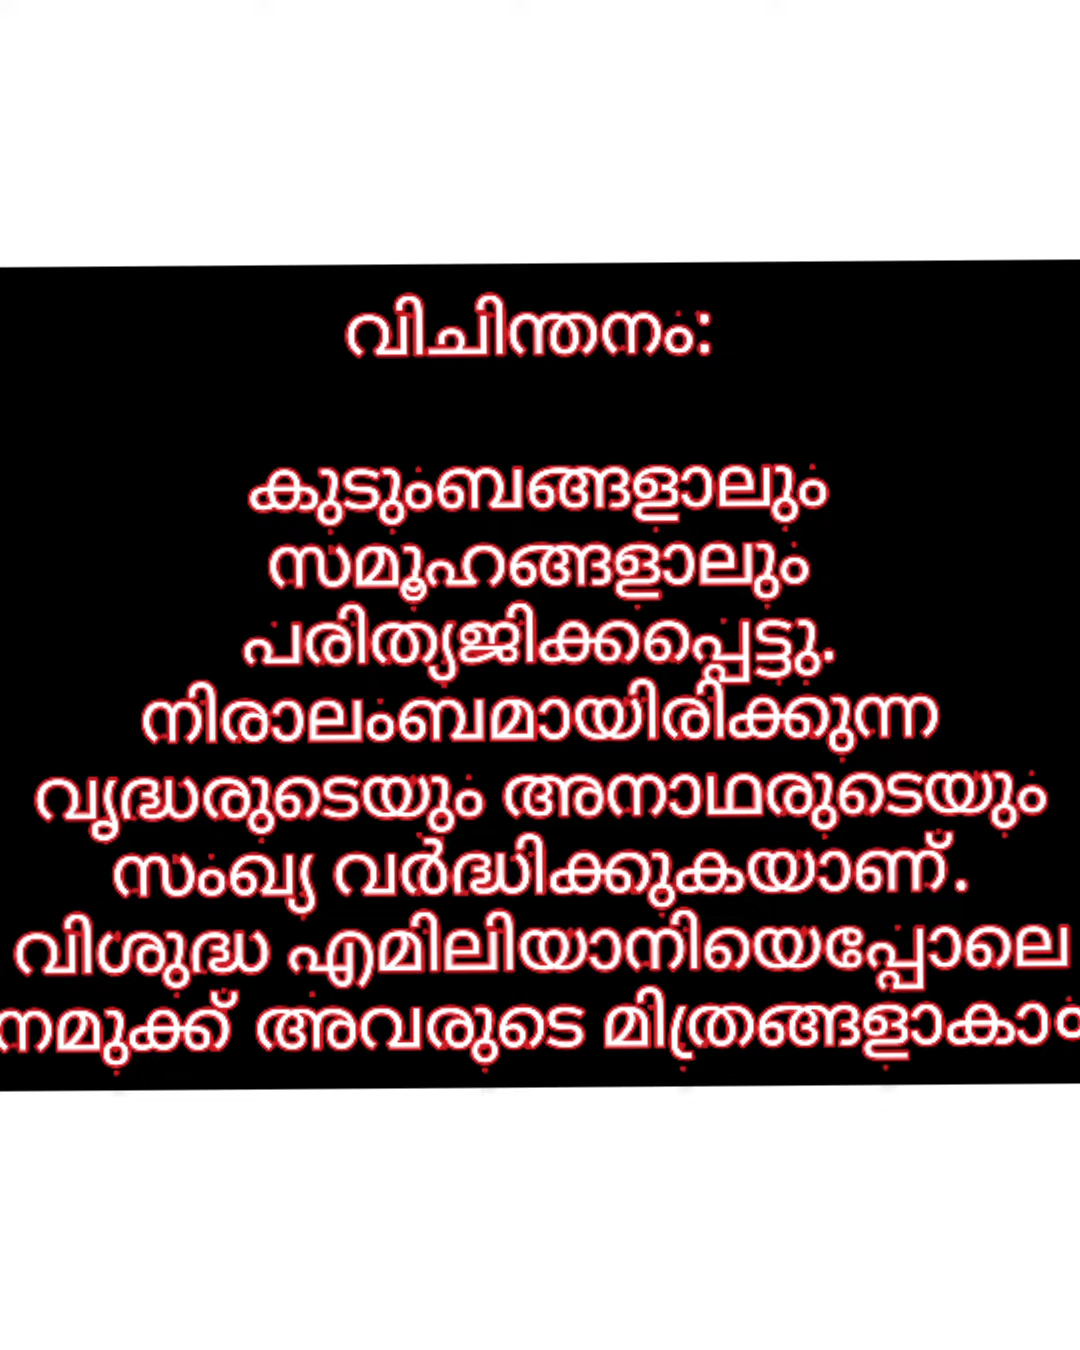 വിചിന്തനം:
കുടുംബങ്ങളാലും
സമൂഹങ്ങളാലും
പരിത്യജിക്കപ്പെട്ടു.
നിരാലംബമായിരിക്കുന്ന
വൃദ്ധരുടെയും അനാഥരുടെയും
സംഖ്യ വർദ്ധിക്കുകയാണ്.
വിശുദ്ധ എമിലിയാനിയെപ്പോലെ
നമുക്ക് അവരുടെ മിത്രങ്ങളാകാം